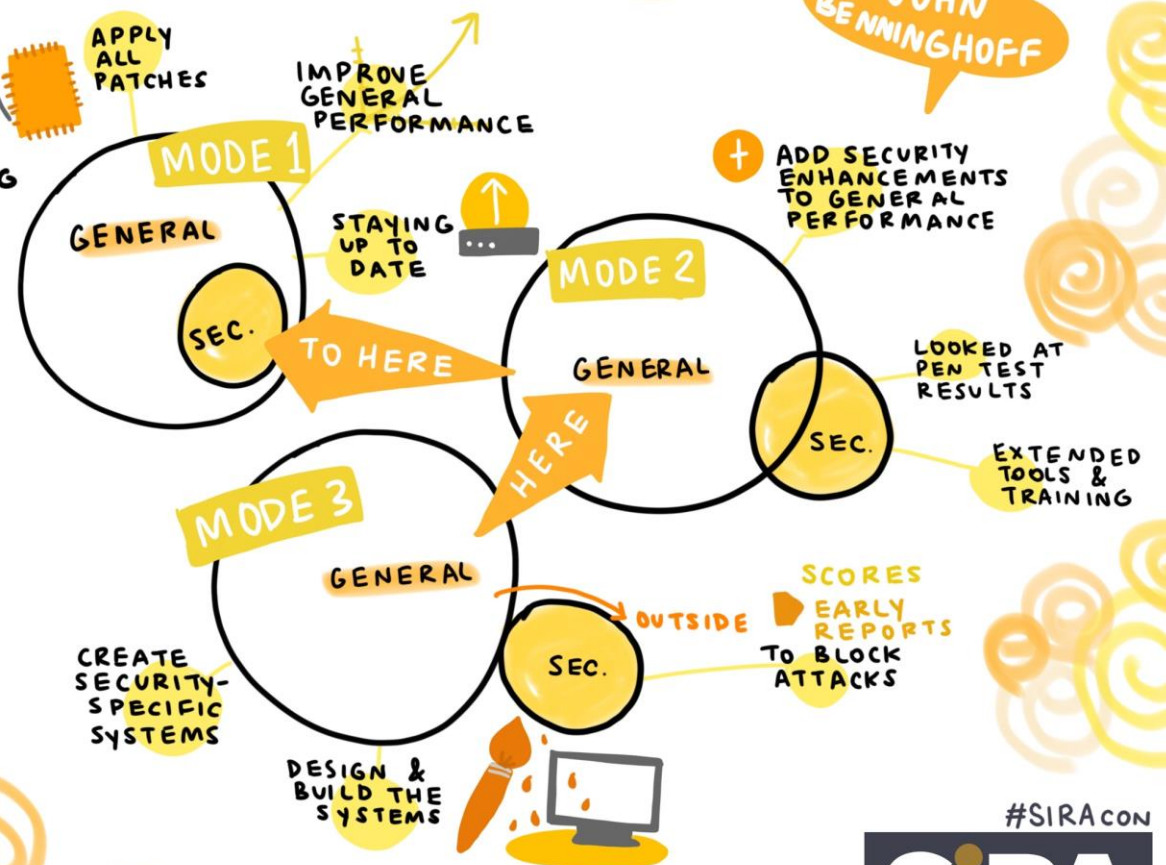 JOHN
BENNINGHOFF
APPLY
ALL
PATCHES
IMPROVE
GENERAL
PERFORMANCE
MODE 1
GENERAL
SEC.
STAYING
UP TO
DATE
TO HERE
ADD SECURITY
ENHANCEMENTS
TO GENERAL
PERFORMANCE
MODE 2
GENERAL
SEC.
LOOKED AT
PEN TEST
RESULTS
EXTENDED
TOOLS &
TRAINING
HERE
MODE 3
GENERAL
SEC.
OUTSIDE
SCORES
EARLY
REPORTS
TO BLOCK
ATTACKS
CREATE
SECURITY-
SPECIFIC
SYSTEMS
DESIGN &
BUILD THE
SYSTEMS
#SIRACON